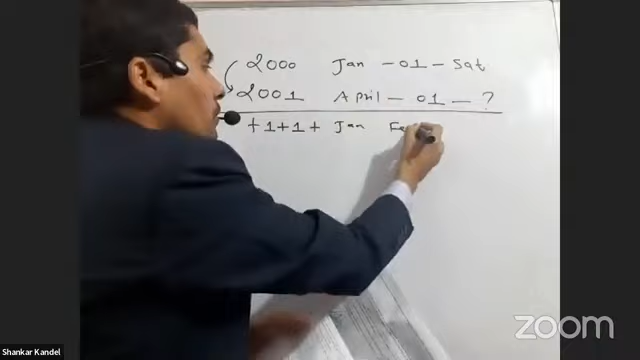 2000 Jan - 01 - Sat
2001 April - 01 - ?
+1+1+ Jan Fe
Shankar Kandel
zoom